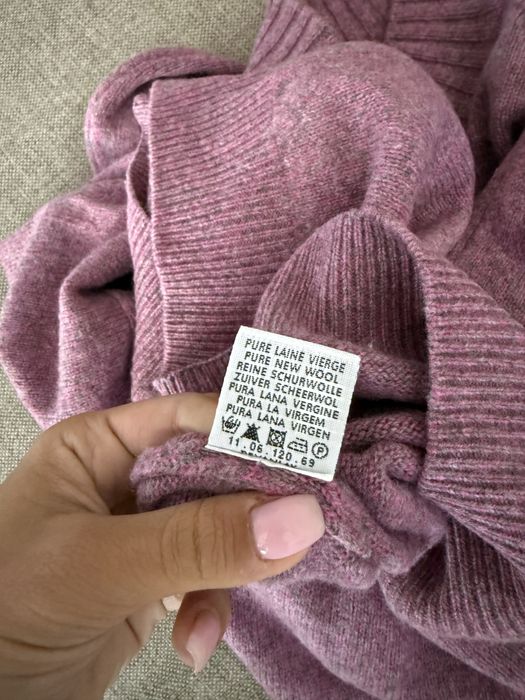 PURE LAINE VIERGE
PURE NEW WOOL
REINE SCHURWOLLE
ZUIVER SCHEERWOL
PURA LANA VERGINE
PURA LA VIRGEM
PURA LANA VIRGEN
P
11.06.120.69